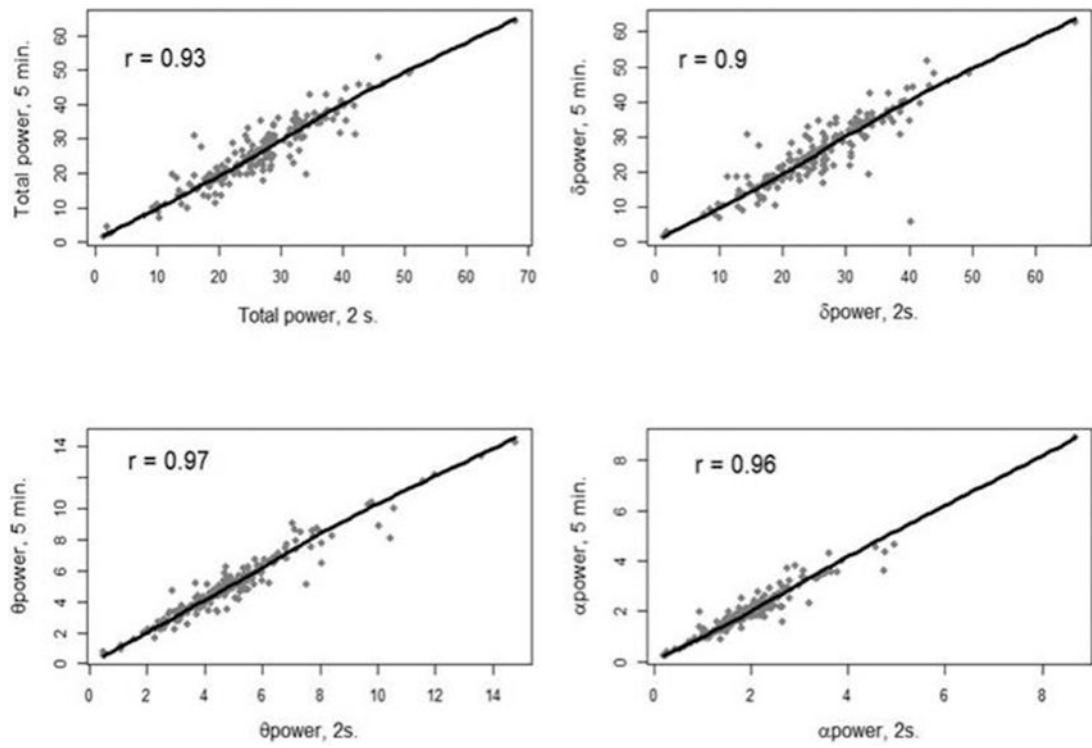 r = 0.93
Total power, 5 min.
0 10 20 30 40 50 60
0 10 20 30 40 50 60 70
Total power, 2 s.
r = 0.9
δpower, 5 min.
0 10 20 30 40 50 60
0 10 20 30 40 50 60
δpower, 2s.
r = 0.97
θpower, 5 min.
0 2 4 6 8 10 12 14
2 4 6 8 10 12 14
θpower, 2s.
r = 0.96
αpower, 5 min.
0 2 4 6 8
0 2 4 6 8
αpower, 2s.